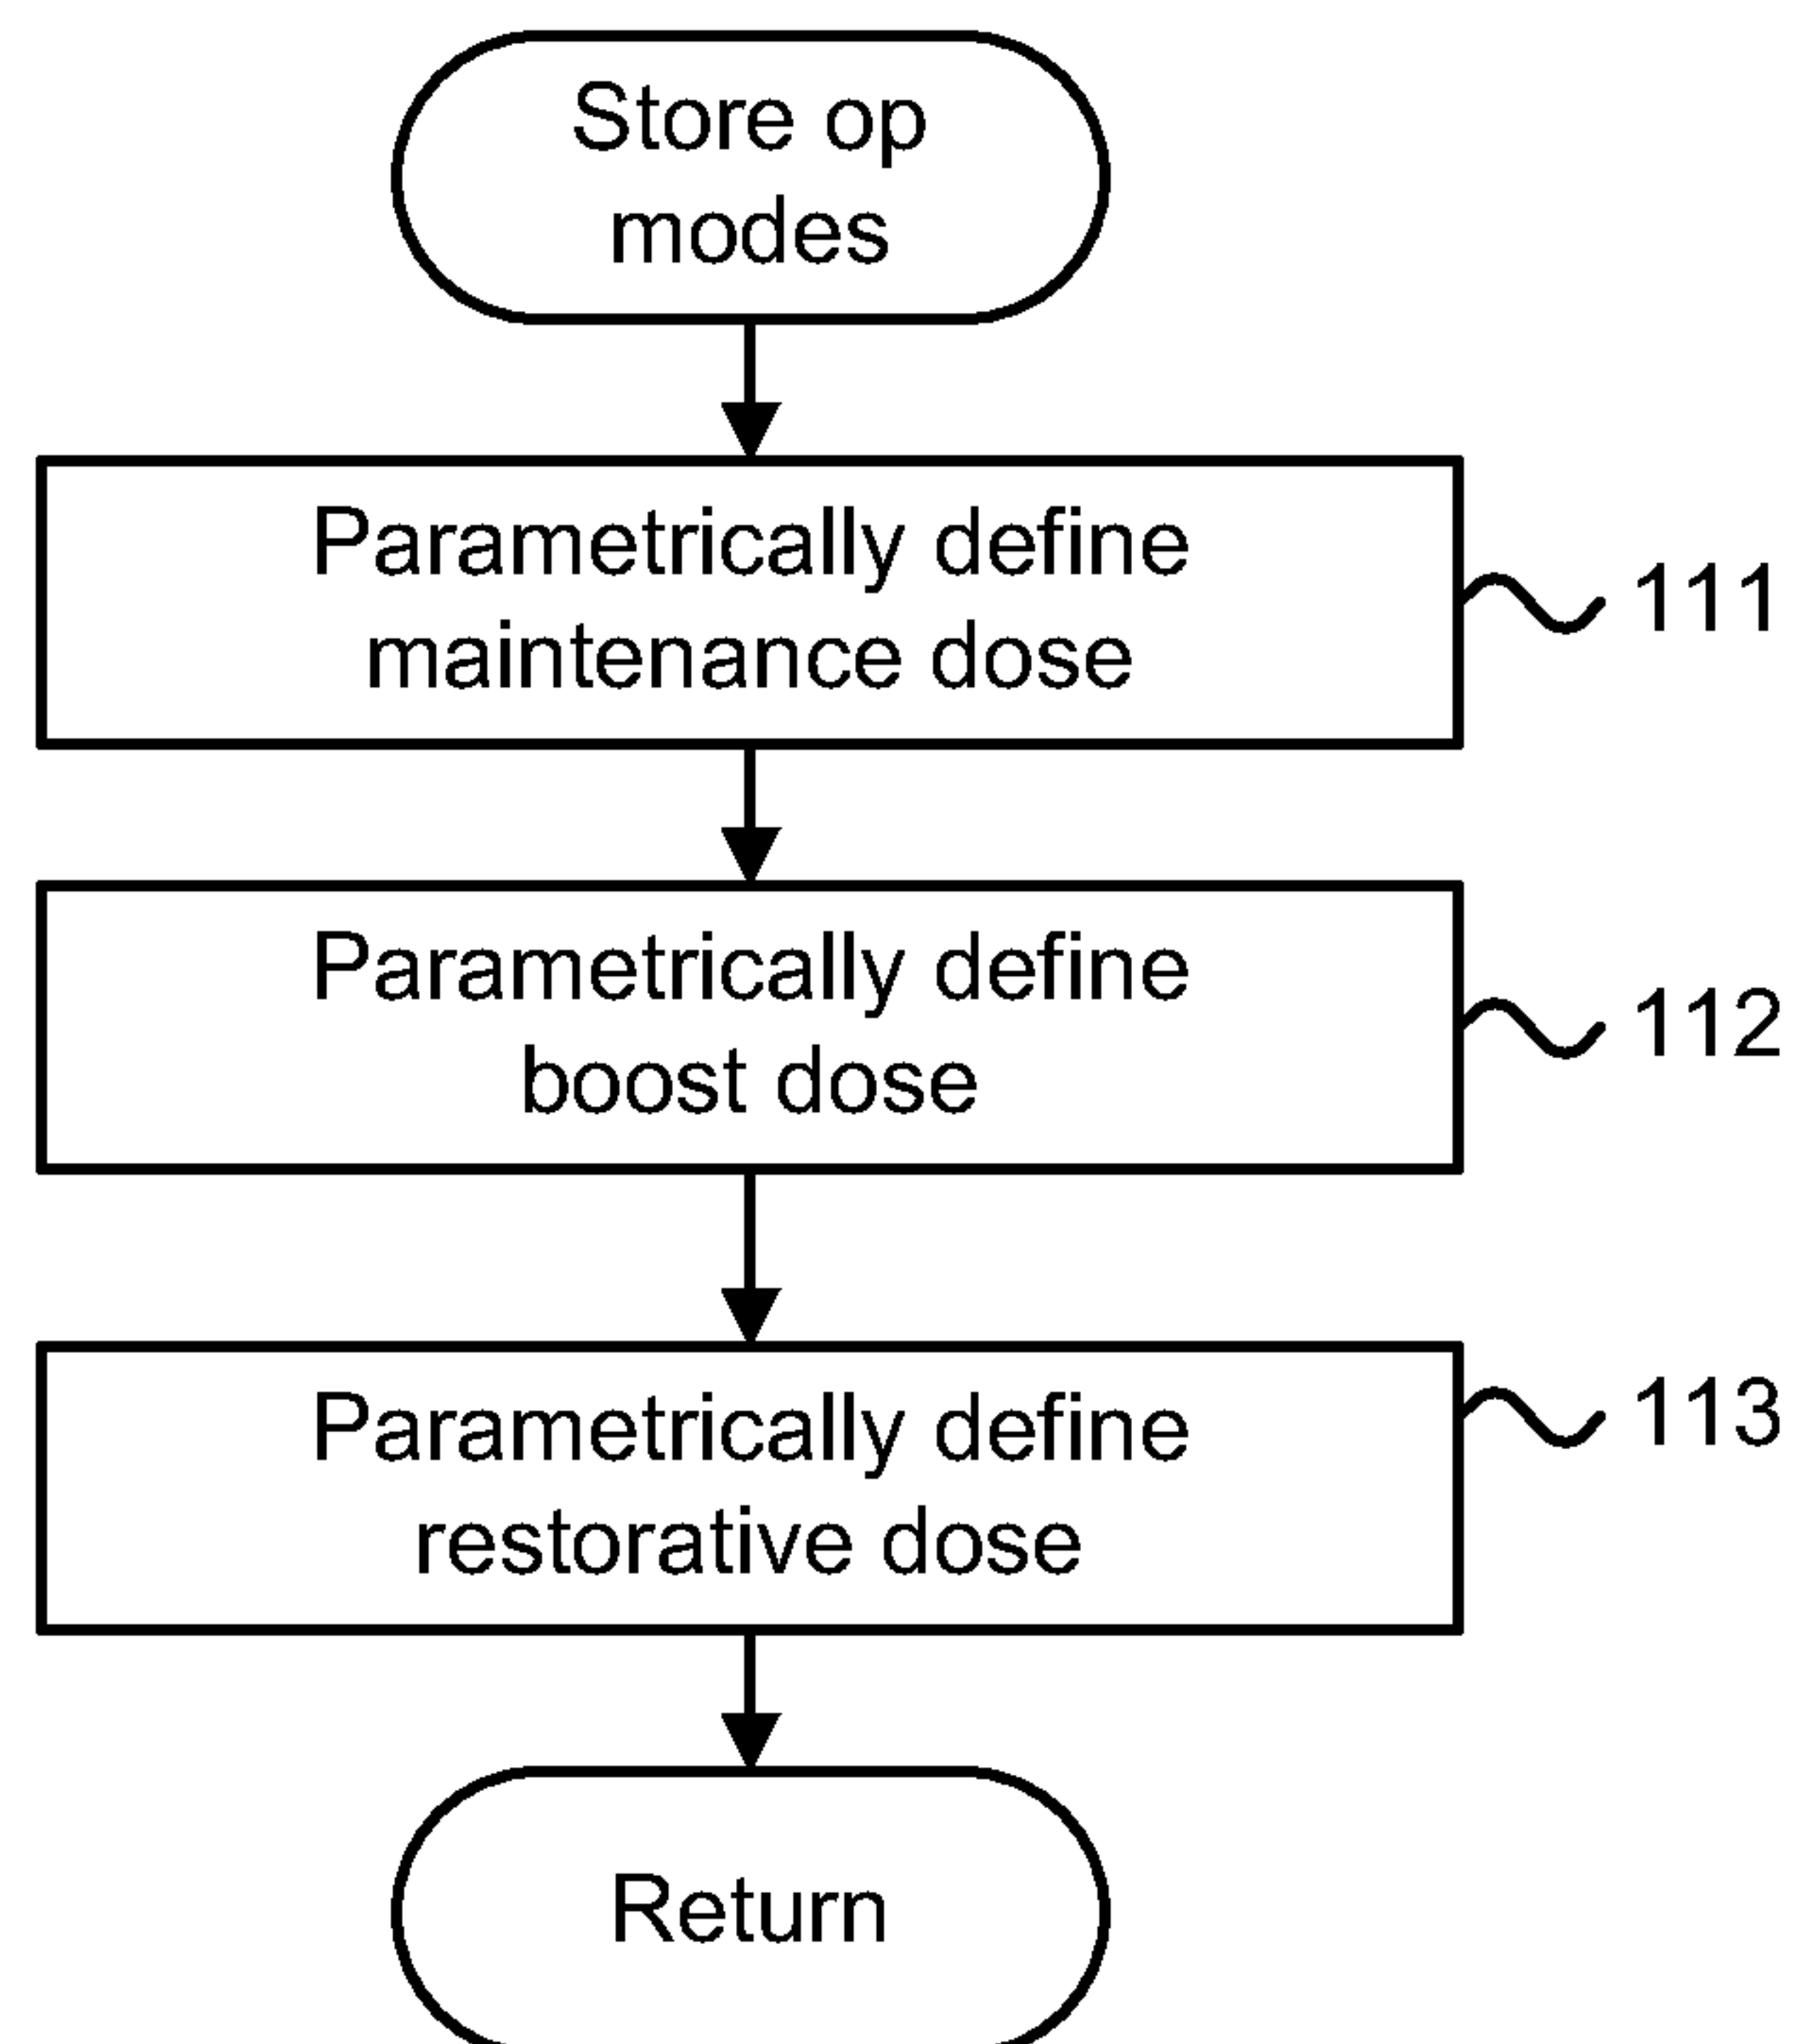 Store op
modes
Parametrically define
maintenance dose
111
Parametrically define
boost dose
112
Parametrically define
restorative dose
113
Return